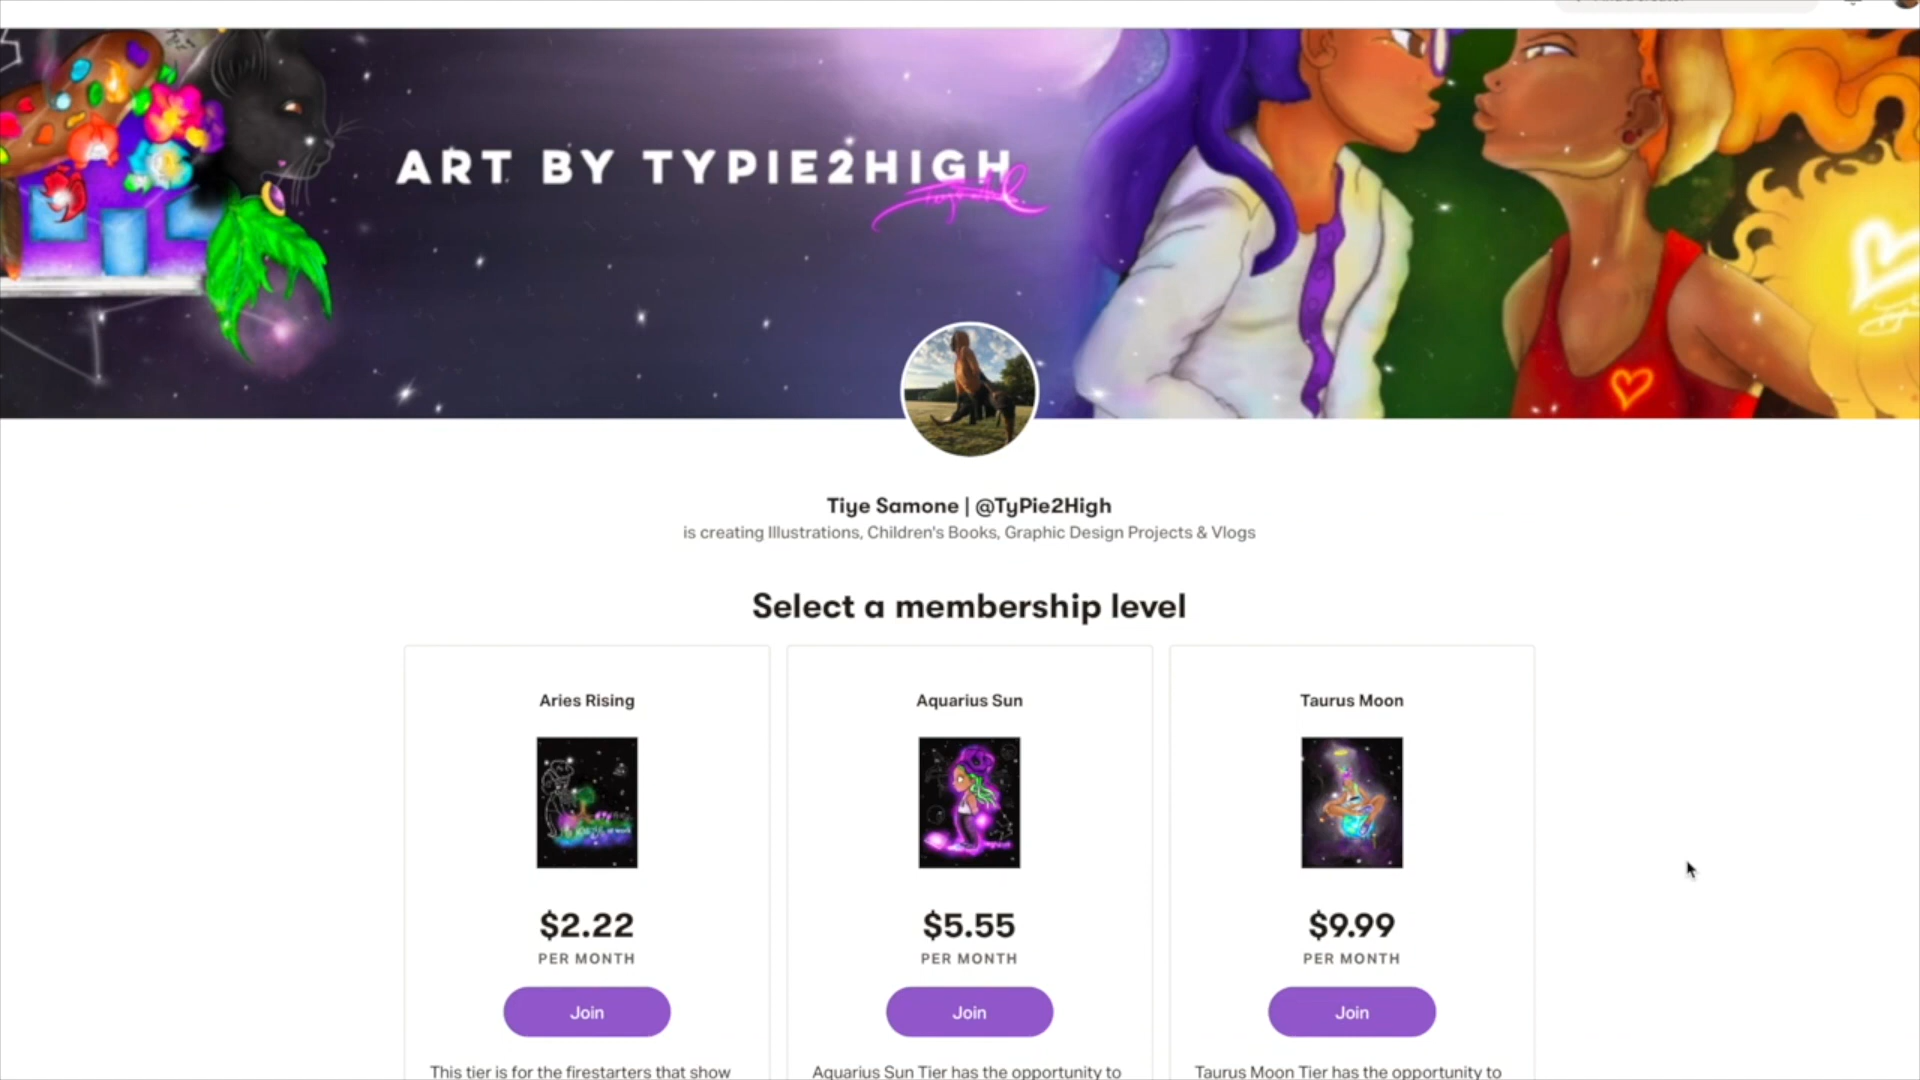 ART BY TYPIE2HIGH
Tiye Samone | @TyPie2High
is creating Illustrations, Children's Books, Graphic Design Projects & Vlogs
Select a membership level
Aries Rising
$2.22
PER MONTH
Join
This tier is for the firestarters that show
Aquarius Sun
$5.55
PER MONTH
Join
Aquarius Sun Tier has the opportunity to
Taurus Moon
$9.99
PER MONTH
Join
Taurus Moon Tier has the opportunity to